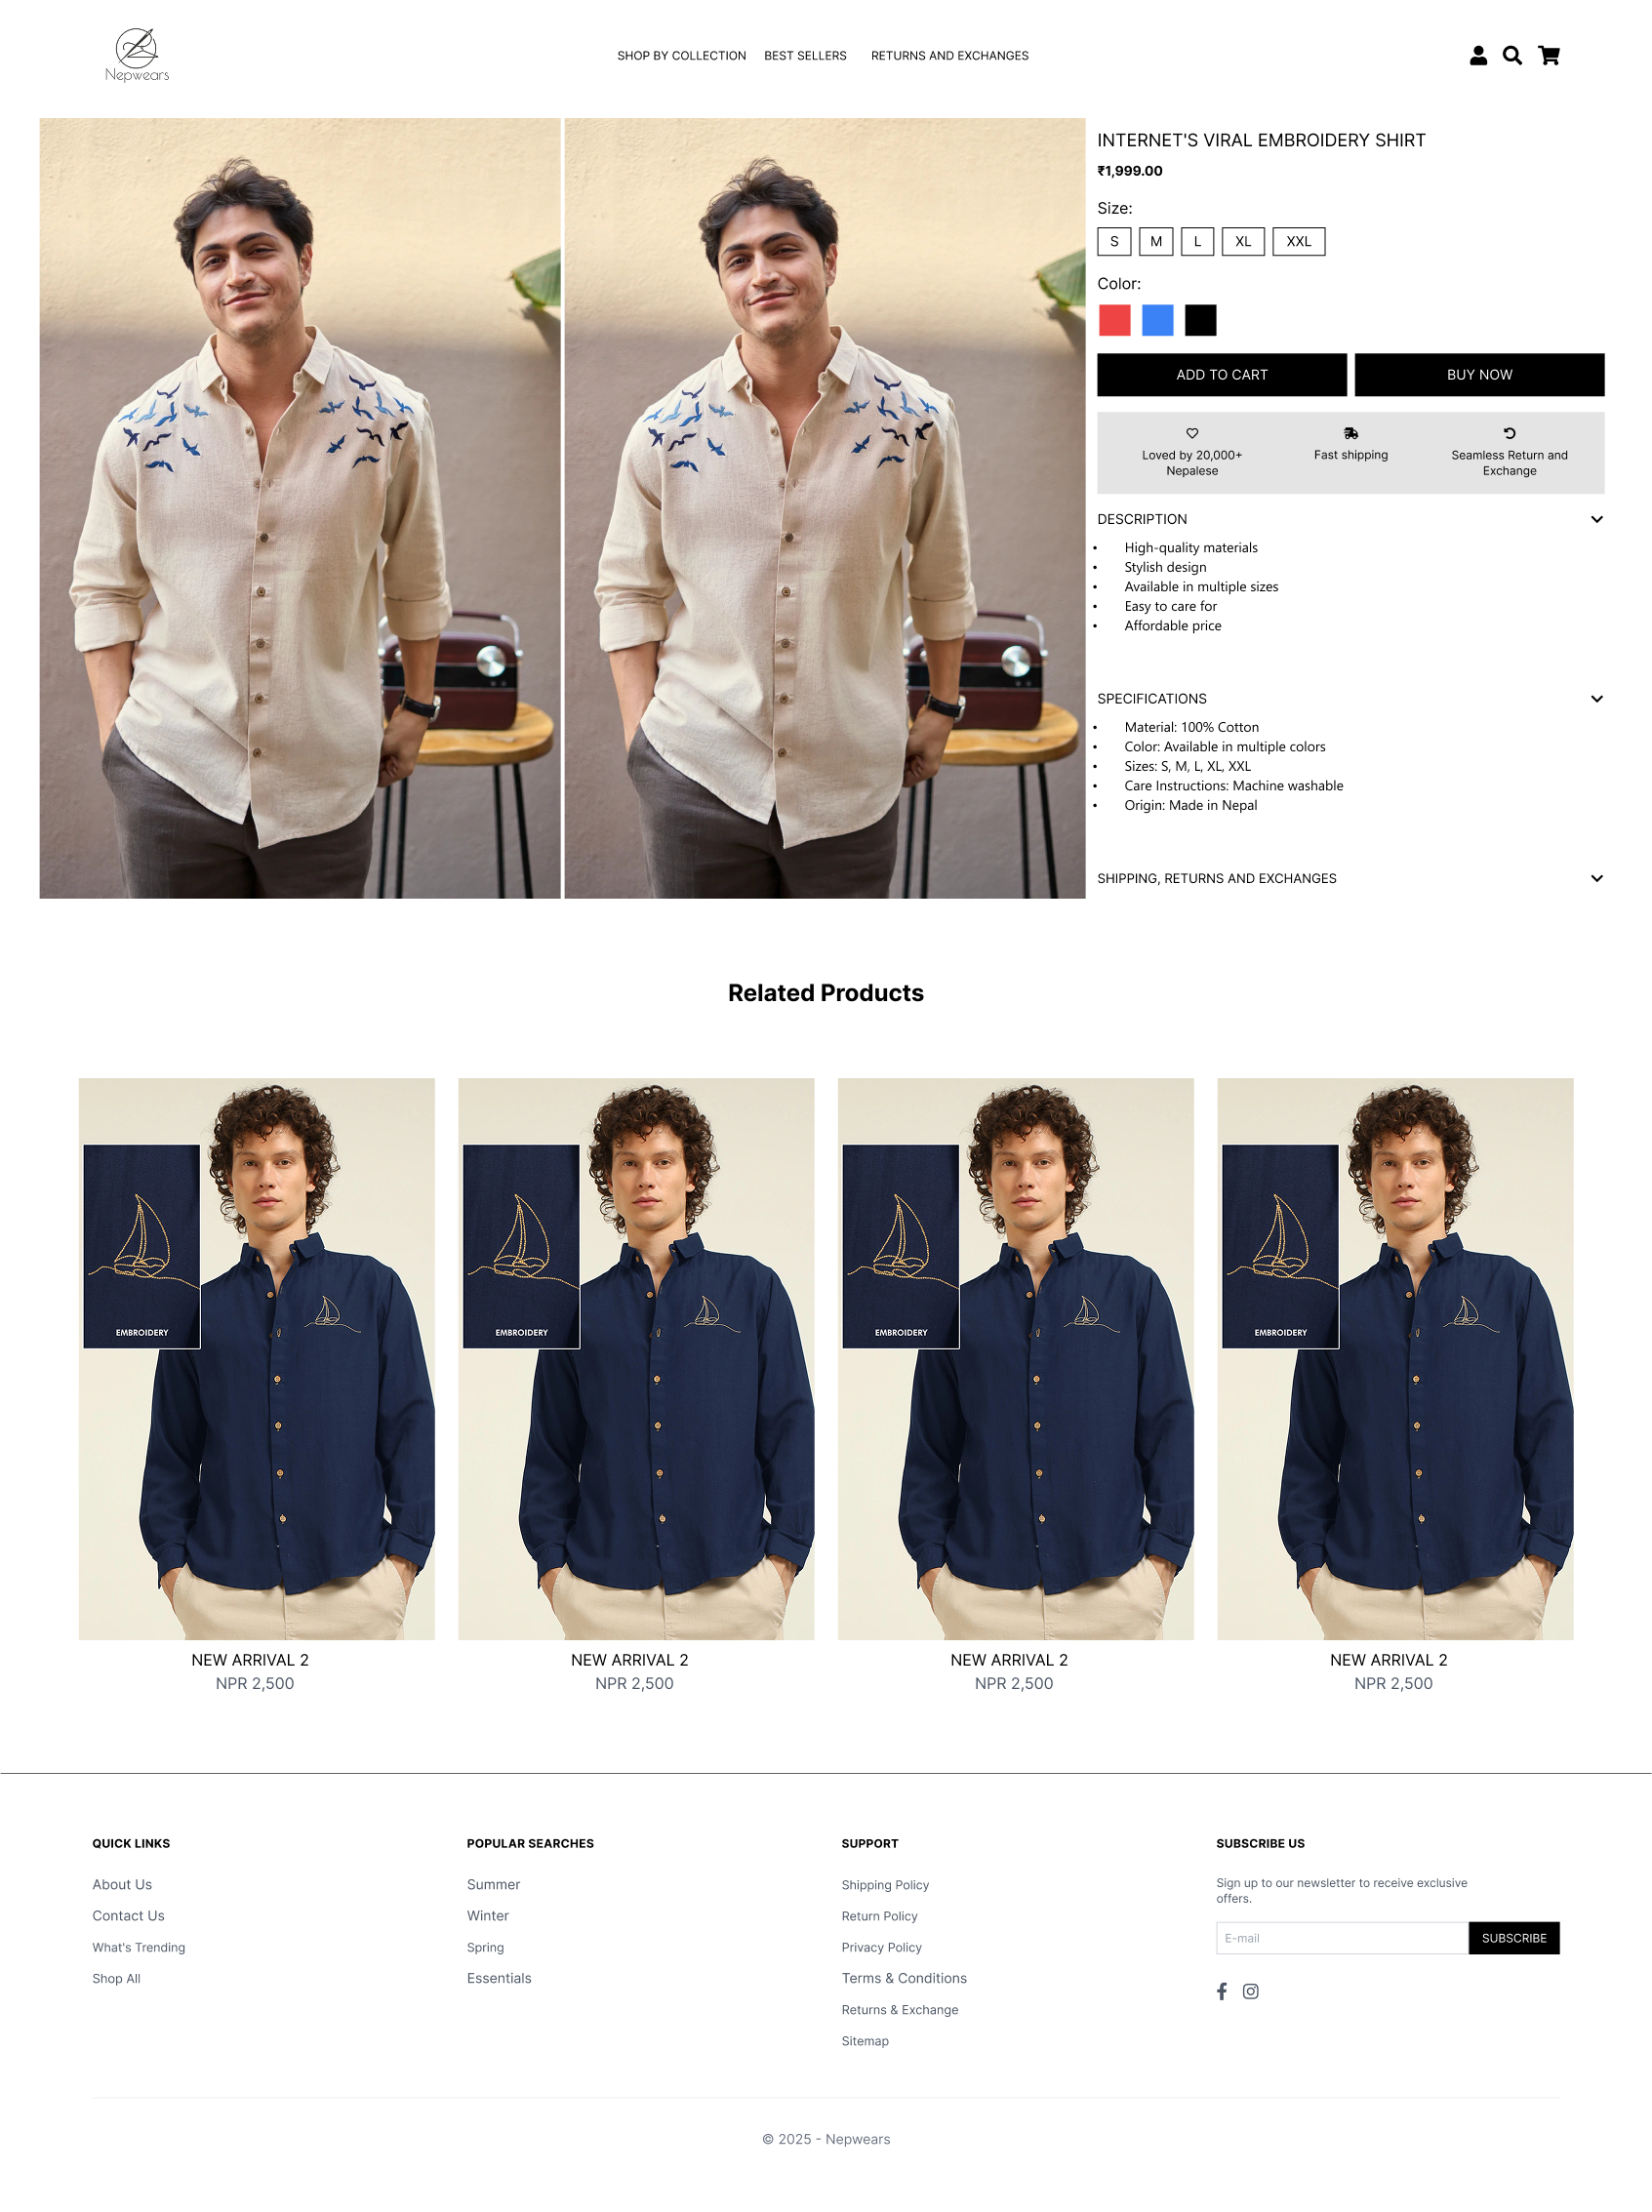 Nepwears
SHOP BY COLLECTION BEST SELLERS RETURNS AND EXCHANGES
INTERNET'S VIRAL EMBROIDERY SHIRT
₹1,999.00
Size:
S M L XL XXL
Color:
ADD TO CART BUY NOW
Loved by 20,000+
Nepalese
Fast shipping
Seamless Return and
Exchange
DESCRIPTION
• High-quality materials
• Stylish design
• Available in multiple sizes
• Easy to care for
• Affordable price
SPECIFICATIONS
• Material: 100% Cotton
• Color: Available in multiple colors
• Sizes: S, M, L, XL, XXL
• Care Instructions: Machine washable
• Origin: Made in Nepal
SHIPPING, RETURNS AND EXCHANGES
Related Products
EMBROIDERY
EMBROIDERY
EMBROIDERY
EMBROIDERY
NEW ARRIVAL 2
NPR 2,500
NEW ARRIVAL 2
NPR 2,500
NEW ARRIVAL 2
NPR 2,500
NEW ARRIVAL 2
NPR 2,500
QUICK LINKS
About Us
Contact Us
What's Trending
Shop All
POPULAR SEARCHES
Summer
Winter
Spring
Essentials
SUPPORT
Shipping Policy
Return Policy
Privacy Policy
Terms & Conditions
Returns & Exchange
Sitemap
SUBSCRIBE US
Sign up to our newsletter to receive exclusive
offers.
E-mail SUBSCRIBE
© 2025 - Nepwears